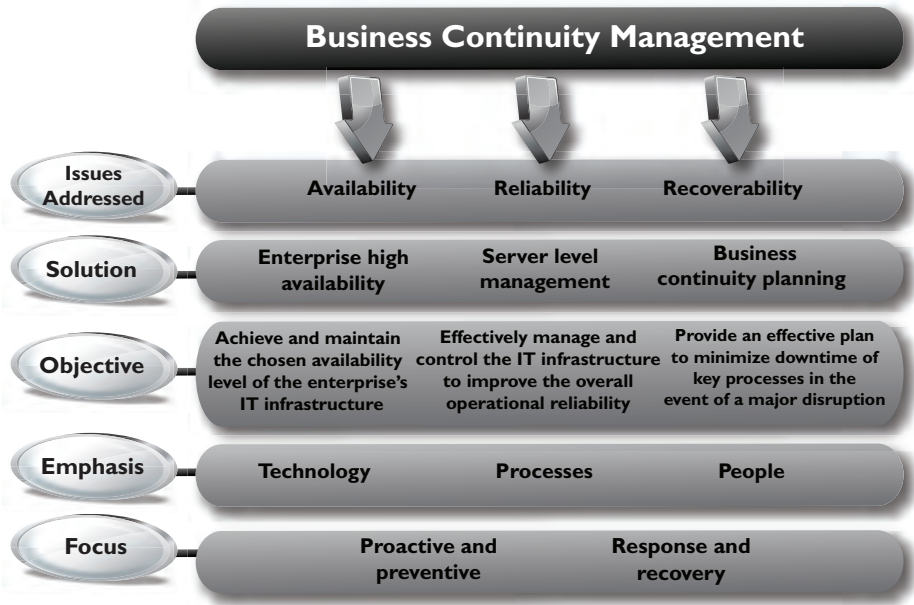 Business Continuity Management
Issues
Addressed
Availability
Reliability
Recoverability
Solution
Enterprise high
availability
Server level
management
Business
continuity planning
Objective
Achieve and maintain
the chosen availability
level of the enterprise's
IT infrastructure
Effectively manage and
control the IT infrastructure
to improve the overall
operational reliability
Provide an effective plan
to minimize downtime of
key processes in the
event of a major disruption
Emphasis
Technology
Processes
People
Focus
Proactive and
preventive
Response and
recovery